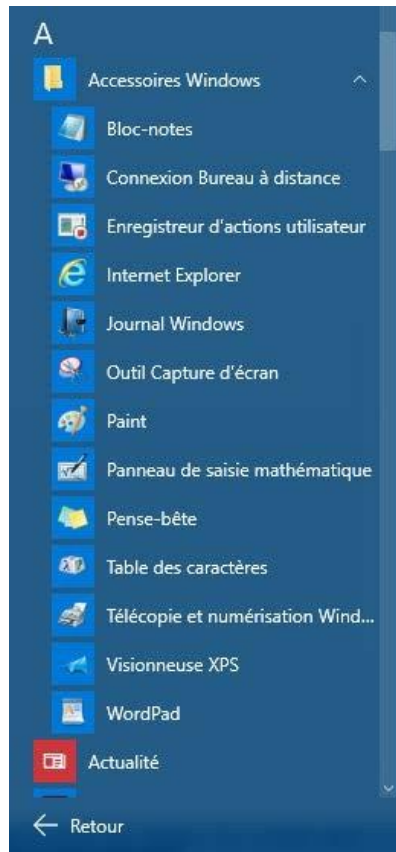 A
Accessoires Windows
Bloc-notes
Connexion Bureau à distance
Enregistreur d'actions utilisateur
Internet Explorer
Journal Windows
Outil Capture d'écran
Paint
Panneau de saisie mathématique
Pense-bête
Table des caractères
Télécopie et numérisation Wind...
Visionneuse XPS
WordPad
Actualité
Retour